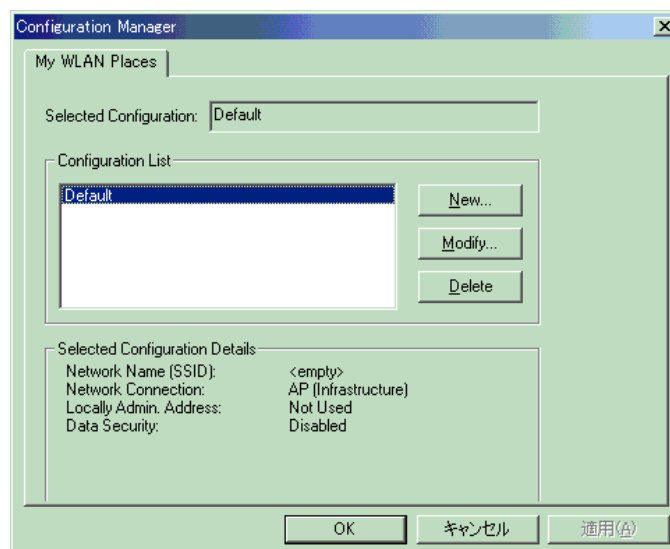 Configuration Manager
My WLAN Places
Selected Configuration: Default
Configuration List
Default
New...
Modify...
Delete
Selected Configuration Details
Network Name (SSID): <empty>
Network Connection: AP (Infrastructure)
Locally Admin. Address: Not Used
Data Security: Disabled
OK キャンセル 適用(A)